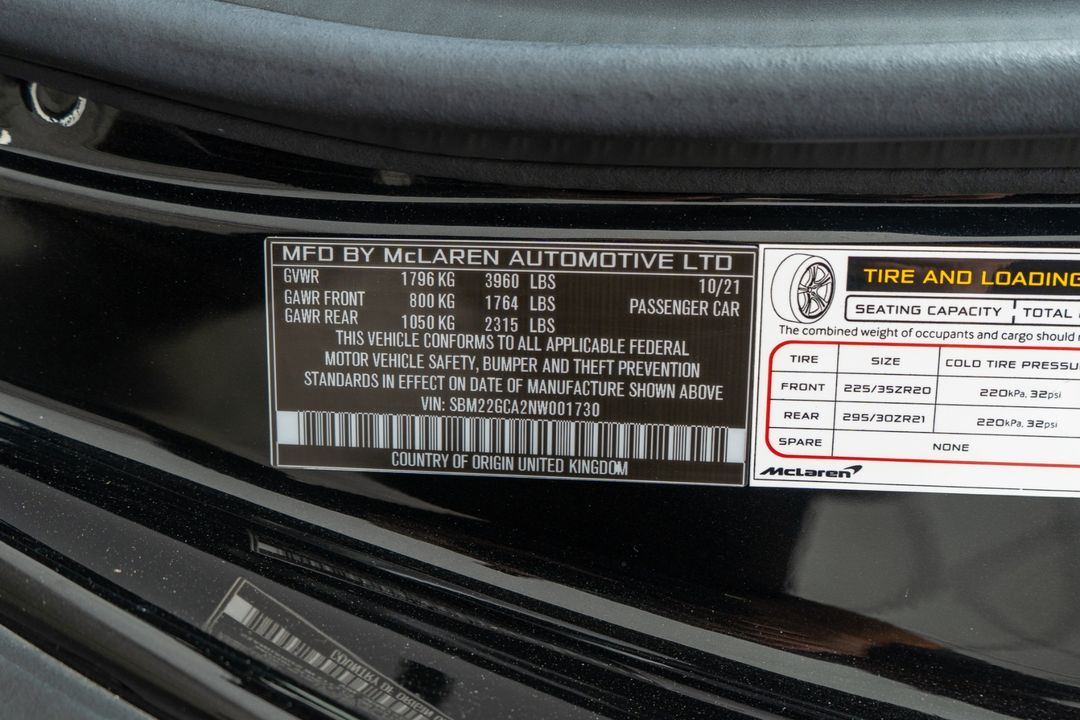 MFD BY McLAREN AUTOMOTIVE LTD
GVWR 1796 KG 3960 LBS 10/21
GAWR FRONT 800 KG 1764 LBS PASSENGER CAR
GAWR REAR 1050 KG 2315 LBS
THIS VEHICLE CONFORMS TO ALL APPLICABLE FEDERAL
MOTOR VEHICLE SAFETY, BUMPER AND THEFT PREVENTION
STANDARDS IN EFFECT ON DATE OF MANUFACTURE SHOWN ABOVE
VIN: SBM22GCA2NW001730
COUNTRY OF ORIGIN UNITED KINGDOM
TIRE AND LOADING
SEATING CAPACITY TOTAL
The combined weight of occupants and cargo should
TIRE SIZE COLD TIRE PRESSU
FRONT 225/35ZR20 220kPa, 32psi
REAR 295/30ZR21 220kPa, 32psi
SPARE NONE
McLaren